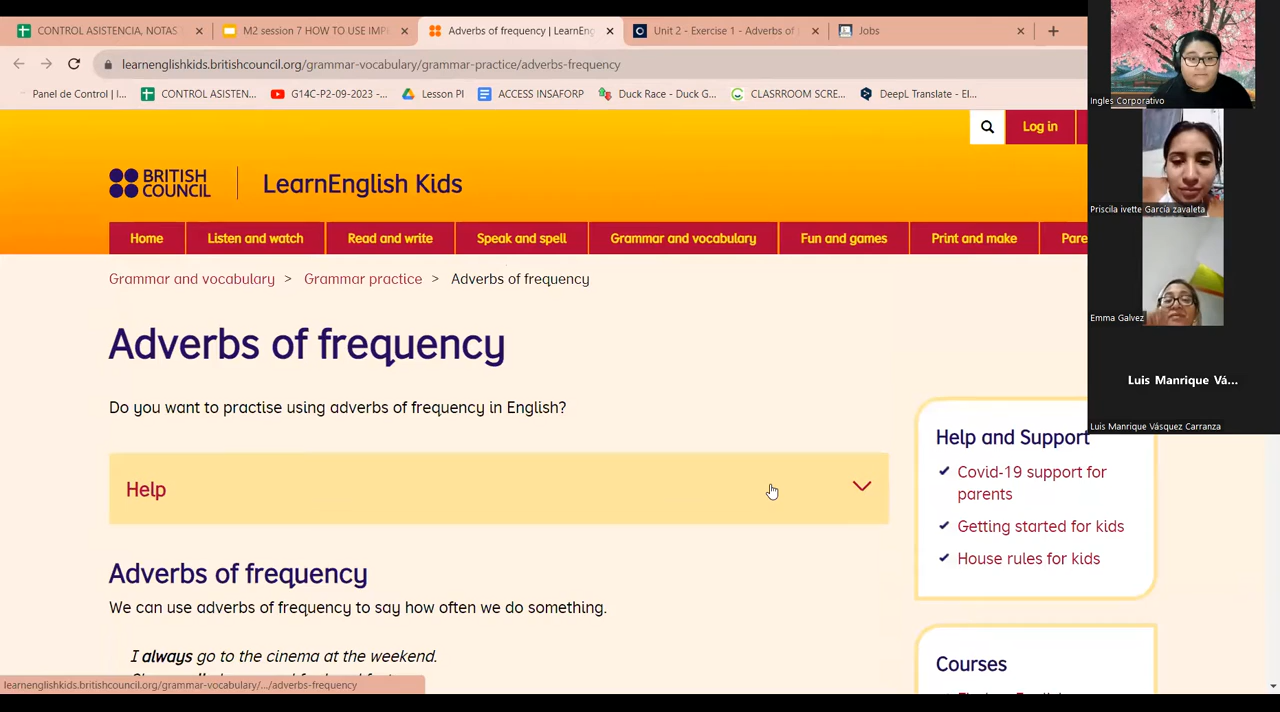 CONTROL ASISTENCIA, NOTAS
M2 session 7 HOW TO USE IMP
Adverbs of frequency | LearnEng
Unit 2 - Exercise 1 - Adverbs of
Jobs
learnenglishkids.britishcouncil.org/grammar-vocabulary/grammar-practice/adverbs-frequency
Panel de Control | I...
CONTROL ASISTEN...
G14C-P2-09-2023 -...
Lesson PI
ACCESS INSAFORP
Duck Race - Duck G...
CLASRROOM SCRE...
DeepL Translate - El...
Ingles Corporativo
Priscila ivette García zavaleta
Emma Galvez
Luis Manrique Vá...
Luis Manrique Vásquez Carranza
Log in
BRITISH
COUNCIL
LearnEnglish Kids
Home
Listen and watch
Read and write
Speak and spell
Grammar and vocabulary
Fun and games
Print and make
Pare
Grammar and vocabulary > Grammar practice > Adverbs of frequency
Adverbs of frequency
Do you want to practise using adverbs of frequency in English?
Help
Adverbs of frequency
We can use adverbs of frequency to say how often we do something.
I always go to the cinema at the weekend.
Help and Support
Covid-19 support for
parents
Getting started for kids
House rules for kids
Courses
learnenglishkids.britishcouncil.org/grammar-vocabulary/.../adverbs-frequency